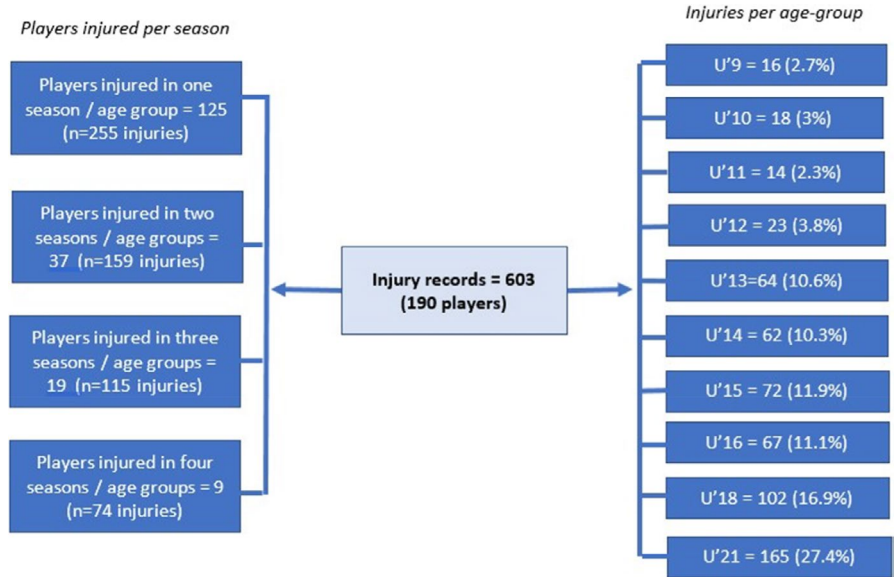 Players injured per season
Players injured in one
season / age group = 125
(n=255 injuries)
Players injured in two
seasons / age groups =
37 (n=159 injuries)
Players injured in three
seasons / age groups =
19 (n=115 injuries)
Players injured in four
seasons / age groups = 9
(n=74 injuries)
Injury records = 603
(190 players)
Injuries per age-group
U'9 = 16 (2.7%)
U'10 = 18 (3%)
U'11 = 14 (2.3%)
U'12 = 23 (3.8%)
U'13=64 (10.6%)
U'14 = 62 (10.3%)
U'15 = 72 (11.9%)
U'16 = 67 (11.1%)
U'18 = 102 (16.9%)
U'21 = 165 (27.4%)